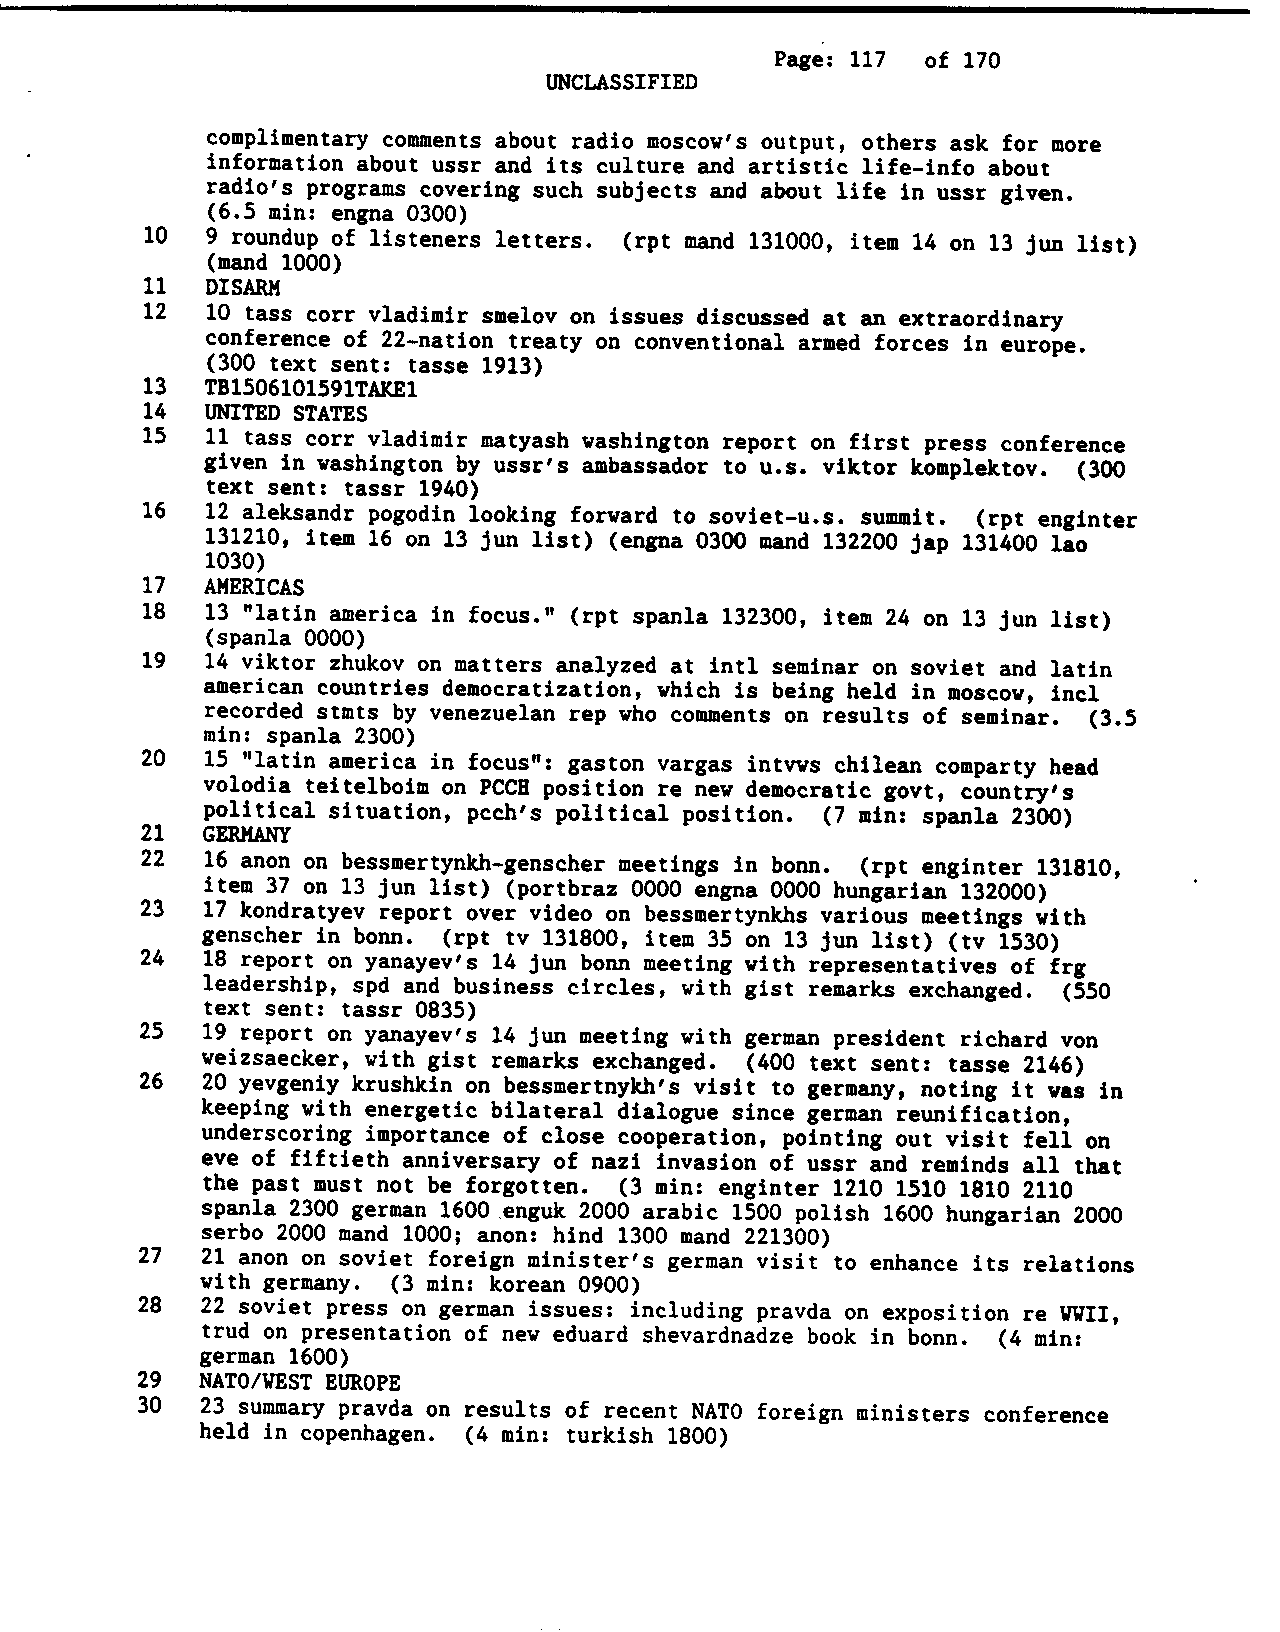 Page: 117 of 170
UNCLASSIFIED
complimentary comments about radio moscow's output, others ask for more
information about ussr and its culture and artistic life-info about
radio's programs covering such subjects and about life in ussr given.
(6.5 min: engna 0300)
10 9 roundup of listeners letters. (rpt mand 131000, item 14 on 13 jun list)
(mand 1000)
11 DISARM
12 10 tass corr vladimir smelov on issues discussed at an extraordinary
conference of 22-nation treaty on conventional armed forces in europe.
(300 text sent: tasse 1913)
13 TB1506101591TAKE1
14 UNITED STATES
15 11 tass corr vladimir matyash washington report on first press conference
given in washington by ussr's ambassador to u.s. viktor komplektov. (300
text sent: tassr 1940)
16 12 aleksandr pogodin looking forward to soviet-u.s. summit. (rpt enginter
131210, item 16 on 13 jun list) (engna 0300 mand 132200 jap 131400 lao
1030)
17 AMERICAS
18 13 "latin america in focus." (rpt spanla 132300, item 24 on 13 jun list)
(spanla 0000)
19 14 viktor zhukov on matters analyzed at intl seminar on soviet and latin
american countries democratization, which is being held in moscow, incl
recorded stmts by venezuelan rep who comments on results of seminar. (3.5
min: spanla 2300)
20 15 "latin america in focus": gaston vargas intvws chilean comparty head
volodia teitelboim on PCCH position re new democratic govt, country's
political situation, pcch's political position. (7 min: spanla 2300)
21 GERMANY
22 16 anon on bessmertynkh-genscher meetings in bonn. (rpt enginter 131810,
item 37 on 13 jun list) (portbraz 0000 engna 0000 hungarian 132000)
23 17 kondratyev report over video on bessmertynkhs various meetings with
genscher in bonn. (rpt tv 131800, item 35 on 13 jun list) (tv 1530)
24 18 report on yanayev's 14 jun bonn meeting with representatives of frg
leadership, spd and business circles, with gist remarks exchanged. (550
text sent: tassr 0835)
25 19 report on yanayev's 14 jun meeting with german president richard von
weizsaecker, with gist remarks exchanged. (400 text sent: tasse 2146)
26 20 yevgeniy krushkin on bessmertnykh's visit to germany, noting it was in
keeping with energetic bilateral dialogue since german reunification,
underscoring importance of close cooperation, pointing out visit fell on
eve of fiftieth anniversary of nazi invasion of ussr and reminds all that
the past must not be forgotten. (3 min: enginter 1210 1510 1810 2110
spanla 2300 german 1600 enguk 2000 arabic 1500 polish 1600 hungarian 2000
serbo 2000 mand 1000; anon: hind 1300 mand 221300)
27 21 anon on soviet foreign minister's german visit to enhance its relations
with germany. (3 min: korean 0900)
28 22 soviet press on german issues: including pravda on exposition re WWII,
trud on presentation of new eduard shevardnadze book in bonn. (4 min:
german 1600)
29 NATO/WEST EUROPE
30 23 summary pravda on results of recent NATO foreign ministers conference
held in copenhagen. (4 min: turkish 1800)